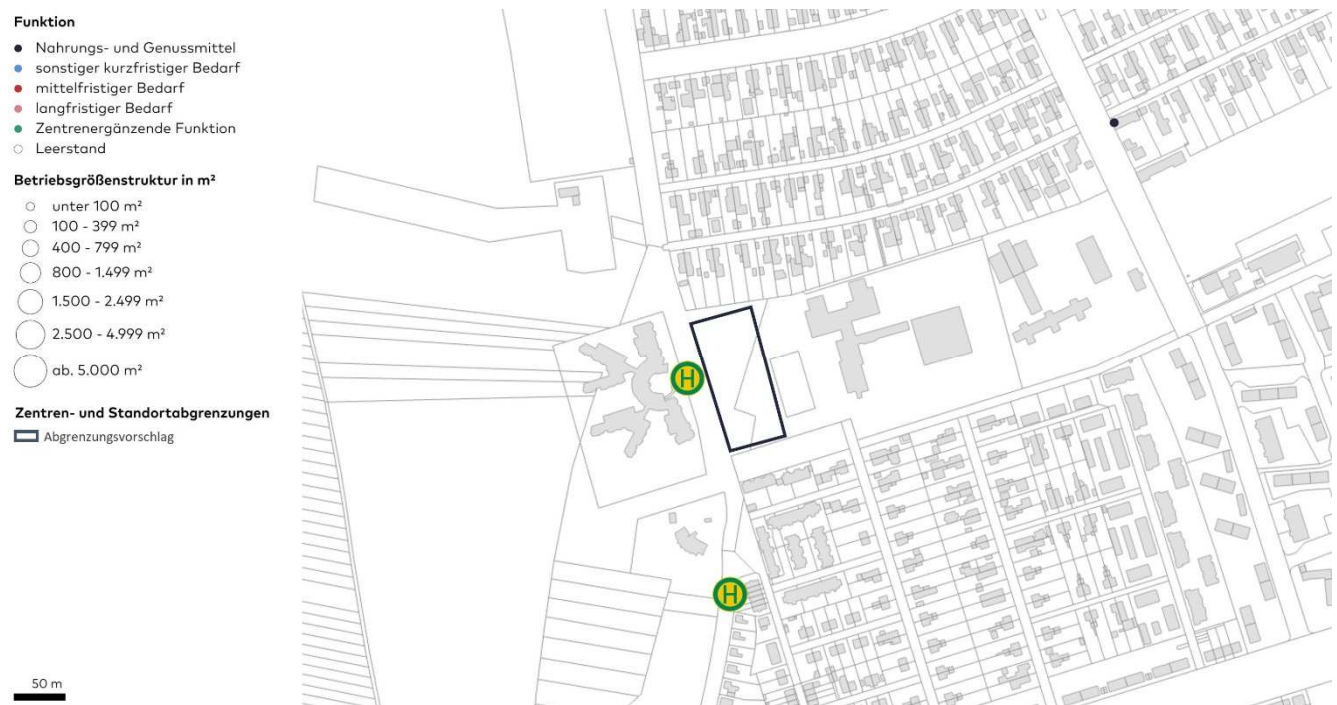 Funktion
Nahrungs- und Genussmittel
sonstiger kurzfristiger Bedarf
mittelfristiger Bedarf
langfristiger Bedarf
Zentrenergänzende Funktion
Leerstand
Betriebsgrößenstruktur in m²
unter 100 m²
100 - 399 m²
400 - 799 m²
800 - 1.499 m²
1.500 - 2.499 m²
2.500 - 4.999 m²
ab. 5.000 m²
Zentren- und Standortabgrenzungen
Abgrenzungsvorschlag
50 m
H
H